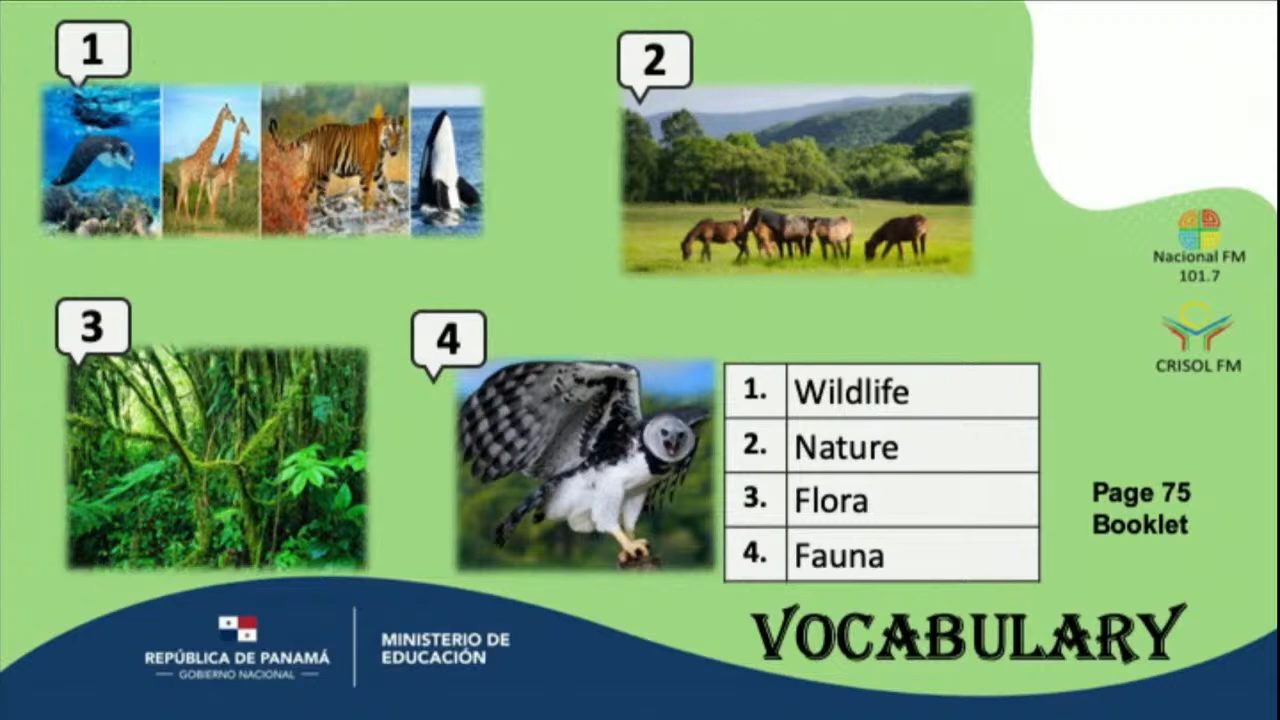 1
2
Nacional FM
101.7
3
4
CRISOL FM
1. Wildlife
2. Nature
3. Flora
4. Fauna
Page 75
Booklet
VOCABULARY
REPÚBLICA DE PANAMÁ
— GOBIERNO NACIONAL —
MINISTERIO DE
EDUCACIÓN